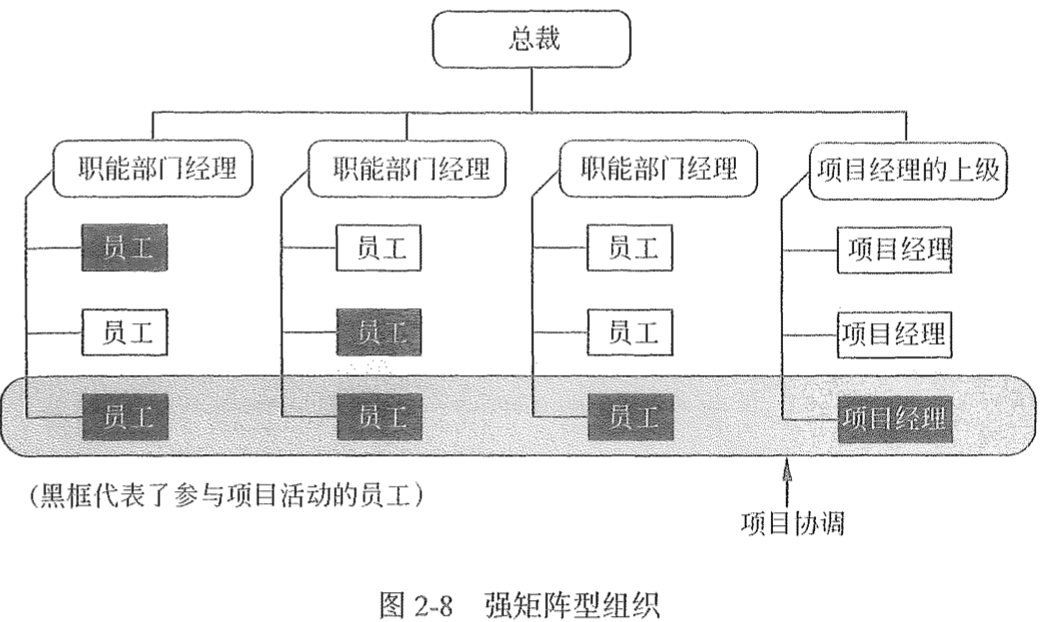 总裁
职能部门经理 职能部门经理 职能部门经理 项目经理的上级
员工 员工 员工 项目经理
员工 员工 员工 项目经理
员工 员工 员工 项目经理
(黑框代表了参与项目活动的员工)
项目协调
图 2-8 强矩阵型组织